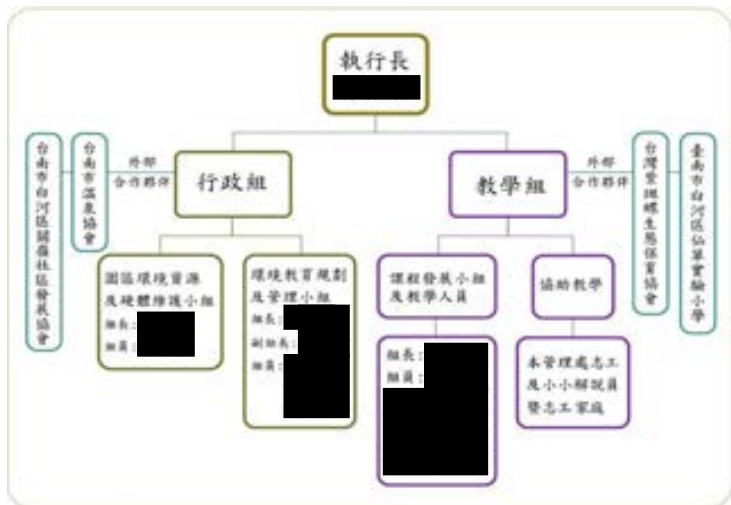 執行長
台南市白河區關嶺社區發展協會
台南市溫泉協會
外部
合作夥伴
行政組
教學組
外部
合作夥伴
台灣紫斑蝶生態保育協會
臺南市白河區仙草實驗小學
園區環境資源
及硬體維護小組
組長:
組員:
環境教育規劃
及管理小組
組長:
副組長:
組員:
課程發展小組
及教學人員
組長:
組員:
協助教學
本管理處志工
及小小解說員
暨志工家庭